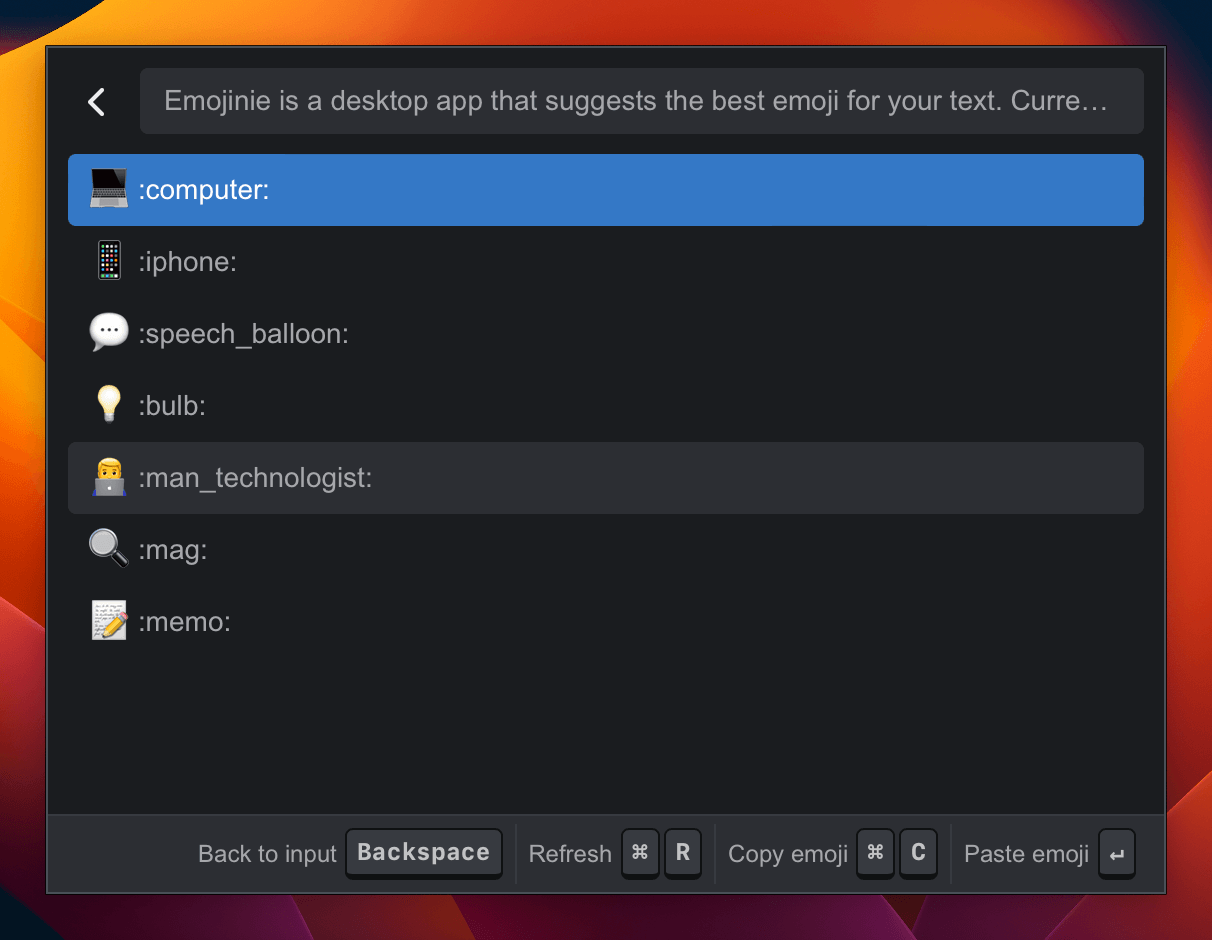 Emojinie is a desktop app that suggests the best emoji for your text. Curre…
:computer:
:iphone:
:speech_balloon:
:bulb:
:man_technologist:
:mag:
:memo:
Back to input Backspace Refresh ⌘ R Copy emoji ⌘ C Paste emoji ↵